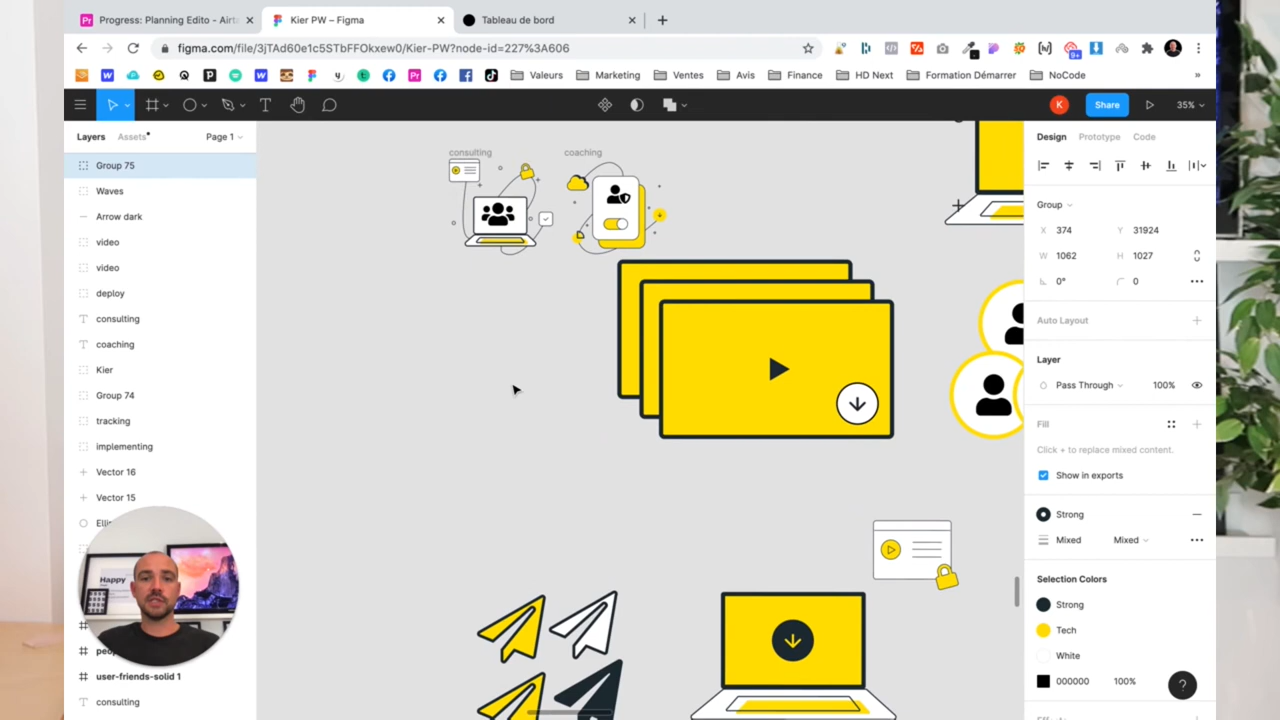 Progress: Planning Edito - Airta
Kier PW – Figma
Tableau de bord
figma.com/file/3jTAd60e1c5STbFFOkxew0/Kier-PW?node-id=227%3A606
9+
Valeurs
Marketing
Ventes
Avis
Finance
HD Next
Formation Démarrer
NoCode
»
K
Share
35%
Layers
Assets
Page 1
Group 75
Waves
Arrow dark
video
video
deploy
consulting
coaching
Kier
Group 74
tracking
implementing
Vector 16
Vector 15
user-friends-solid 1
consulting
Happy
consulting
coaching
Design
Prototype
Code
Group
X 374
Y 31924
W 1062
H 1027
0°
0
Auto Layout
Layer
Pass Through
100%
Fill
Click + to replace mixed content.
Show in exports
Strong
Mixed
Mixed
Selection Colors
Strong
Tech
White
000000
100%
?